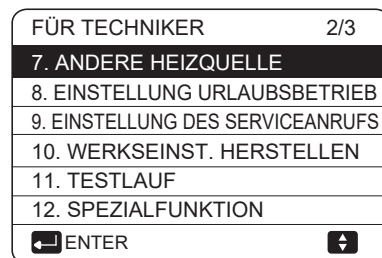 FÜR TECHNIKER 2/3
7. ANDERE HEIZQUELLE
8. EINSTELLUNG URLAUBSBETRIEB
9. EINSTELLUNG DES SERVICEANRUFS
10. WERKSEINST. HERSTELLEN
11. TESTLAUF
12. SPEZIALFUNKTION
ENTER